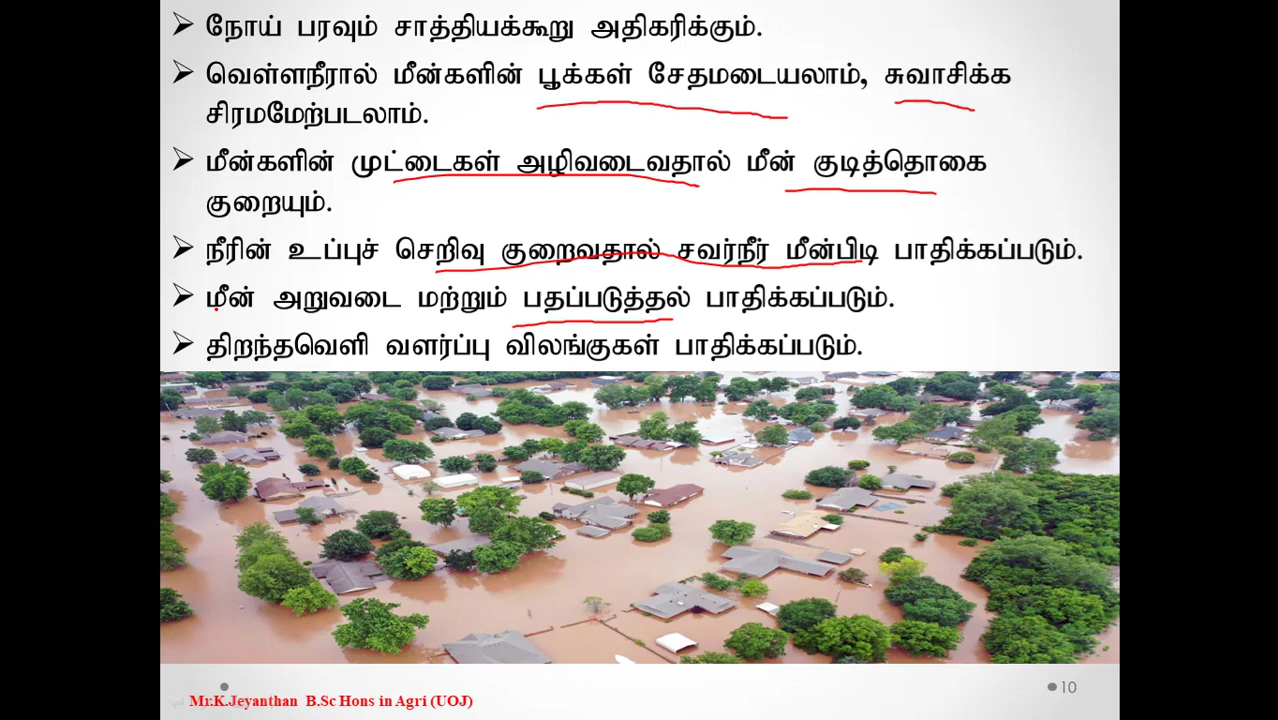 நோய் பரவும் சாத்தியக்கூறு அதிகரிக்கும்.
வெள்ளநீரால் மீன்களின் பூக்கள் சேதமடையலாம், சுவாசிக்க
சிரமமேற்படலாம்.
மீன்களின் முட்டைகள் அழிவடைவதால் மீன் குடித்தொகை
குறையும்.
நீரின் உப்புச் செறிவு குறைவதால் சவர்நீர் மீன்பிடி பாதிக்கப்படும்.
மீன் அறுவடை மற்றும் பதப்படுத்தல் பாதிக்கப்படும்.
திறந்தவெளி வளர்ப்பு விலங்குகள் பாதிக்கப்படும்.
Mr.K.Jeyanthan B.Sc Hons in Agri (UOJ)
10